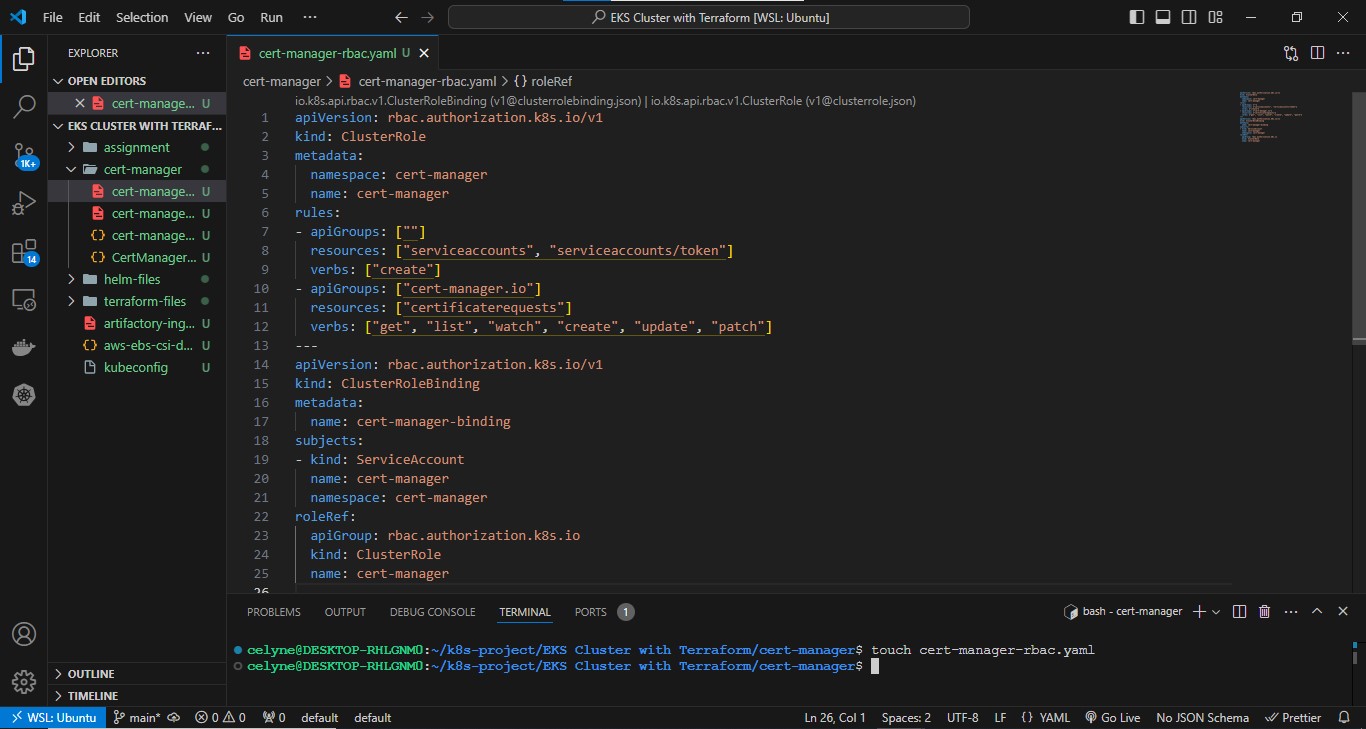 File Edit Selection View Go Run ··· EKS Cluster with Terraform [WSL: Ubuntu]
EXPLORER ···
OPEN EDITORS
cert-manage... U
EKS CLUSTER WITH TERRAF...
assignment
cert-manager
cert-manage... U
cert-manage... U
cert-manage... U
CertManager... U
helm-files
terraform-files
artifactory-ing... U
aws-ebs-csi-d... U
kubeconfig U
OUTLINE
TIMELINE
1K+
14
cert-manager-rbac.yaml U
cert-manager > cert-manager-rbac.yaml > {} roleRef
io.k8s.api.rbac.v1.ClusterRoleBinding (v1@clusterrolebinding.json) | io.k8s.api.rbac.v1.ClusterRole (v1@clusterrole.json)
1 apiVersion: rbac.authorization.k8s.io/v1
2 kind: ClusterRole
3 metadata:
4 namespace: cert-manager
5 name: cert-manager
6 rules:
7 - apiGroups: [""]
8 resources: ["serviceaccounts", "serviceaccounts/token"]
9 verbs: ["create"]
10 - apiGroups: ["cert-manager.io"]
11 resources: ["certificaterequests"]
12 verbs: ["get", "list", "watch", "create", "update", "patch"]
13 ---
14 apiVersion: rbac.authorization.k8s.io/v1
15 kind: ClusterRoleBinding
16 metadata:
17 name: cert-manager-binding
18 subjects:
19 - kind: ServiceAccount
20 name: cert-manager
21 namespace: cert-manager
22 roleRef:
23 apiGroup: rbac.authorization.k8s.io
24 kind: ClusterRole
25 name: cert-manager
26
PROBLEMS OUTPUT DEBUG CONSOLE TERMINAL PORTS 1 bash - cert-manager
celyne@DESKTOP-RHLGNM0:~/k8s-project/EKS Cluster with Terraform/cert-manager$ touch cert-manager-rbac.yaml
celyne@DESKTOP-RHLGNM0:~/k8s-project/EKS Cluster with Terraform/cert-manager$
WSL: Ubuntu main* 0 0 0 default default Ln 26, Col 1 Spaces: 2 UTF-8 LF {} YAML Go Live No JSON Schema Prettier